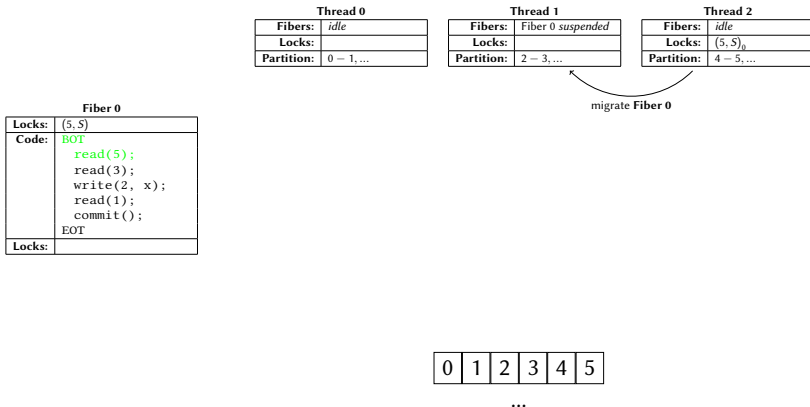 Thread 0
Fibers: idle
Locks:
Partition: 0 − 1, ...
Thread 1
Fibers: Fiber 0 suspended
Locks:
Partition: 2 − 3, ...
Thread 2
Fibers: idle
Locks: (5, S)₀
Partition: 4 − 5, ...
migrate Fiber 0
Fiber 0
Locks: (5, S)
Code: BOT
read(5);
read(3);
write(2, x);
read(1);
commit();
EOT
Locks:
0 1 2 3 4 5
...